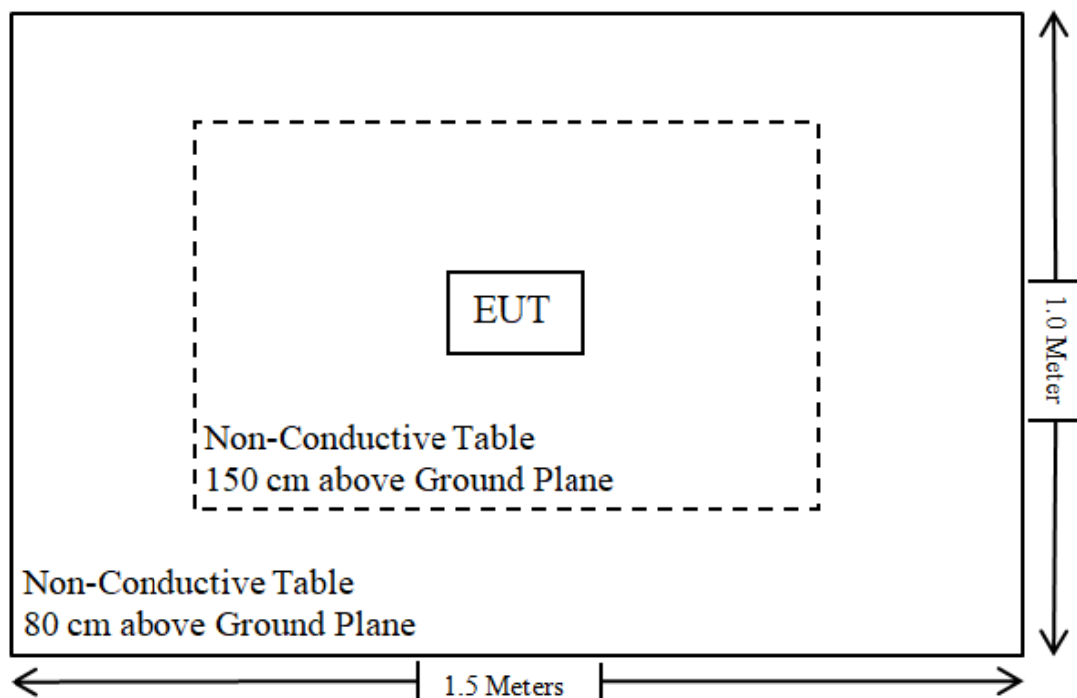 EUT
Non-Conductive Table
150 cm above Ground Plane
Non-Conductive Table
80 cm above Ground Plane
1.0 Meter
1.5 Meters